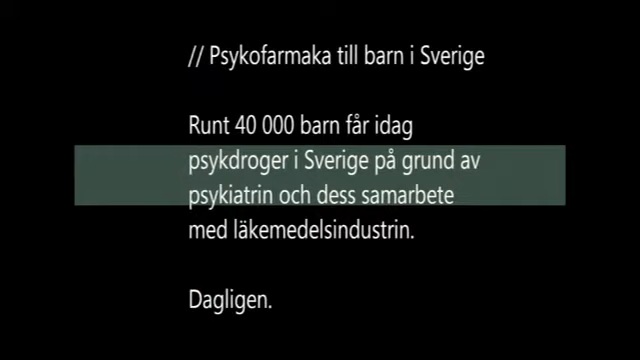 // Psykofarmaka till barn i Sverige
Runt 40 000 barn får idag
psykdroger i Sverige på grund av
psykiatrin och dess samarbete
med läkemedelsindustrin.
Dagligen.